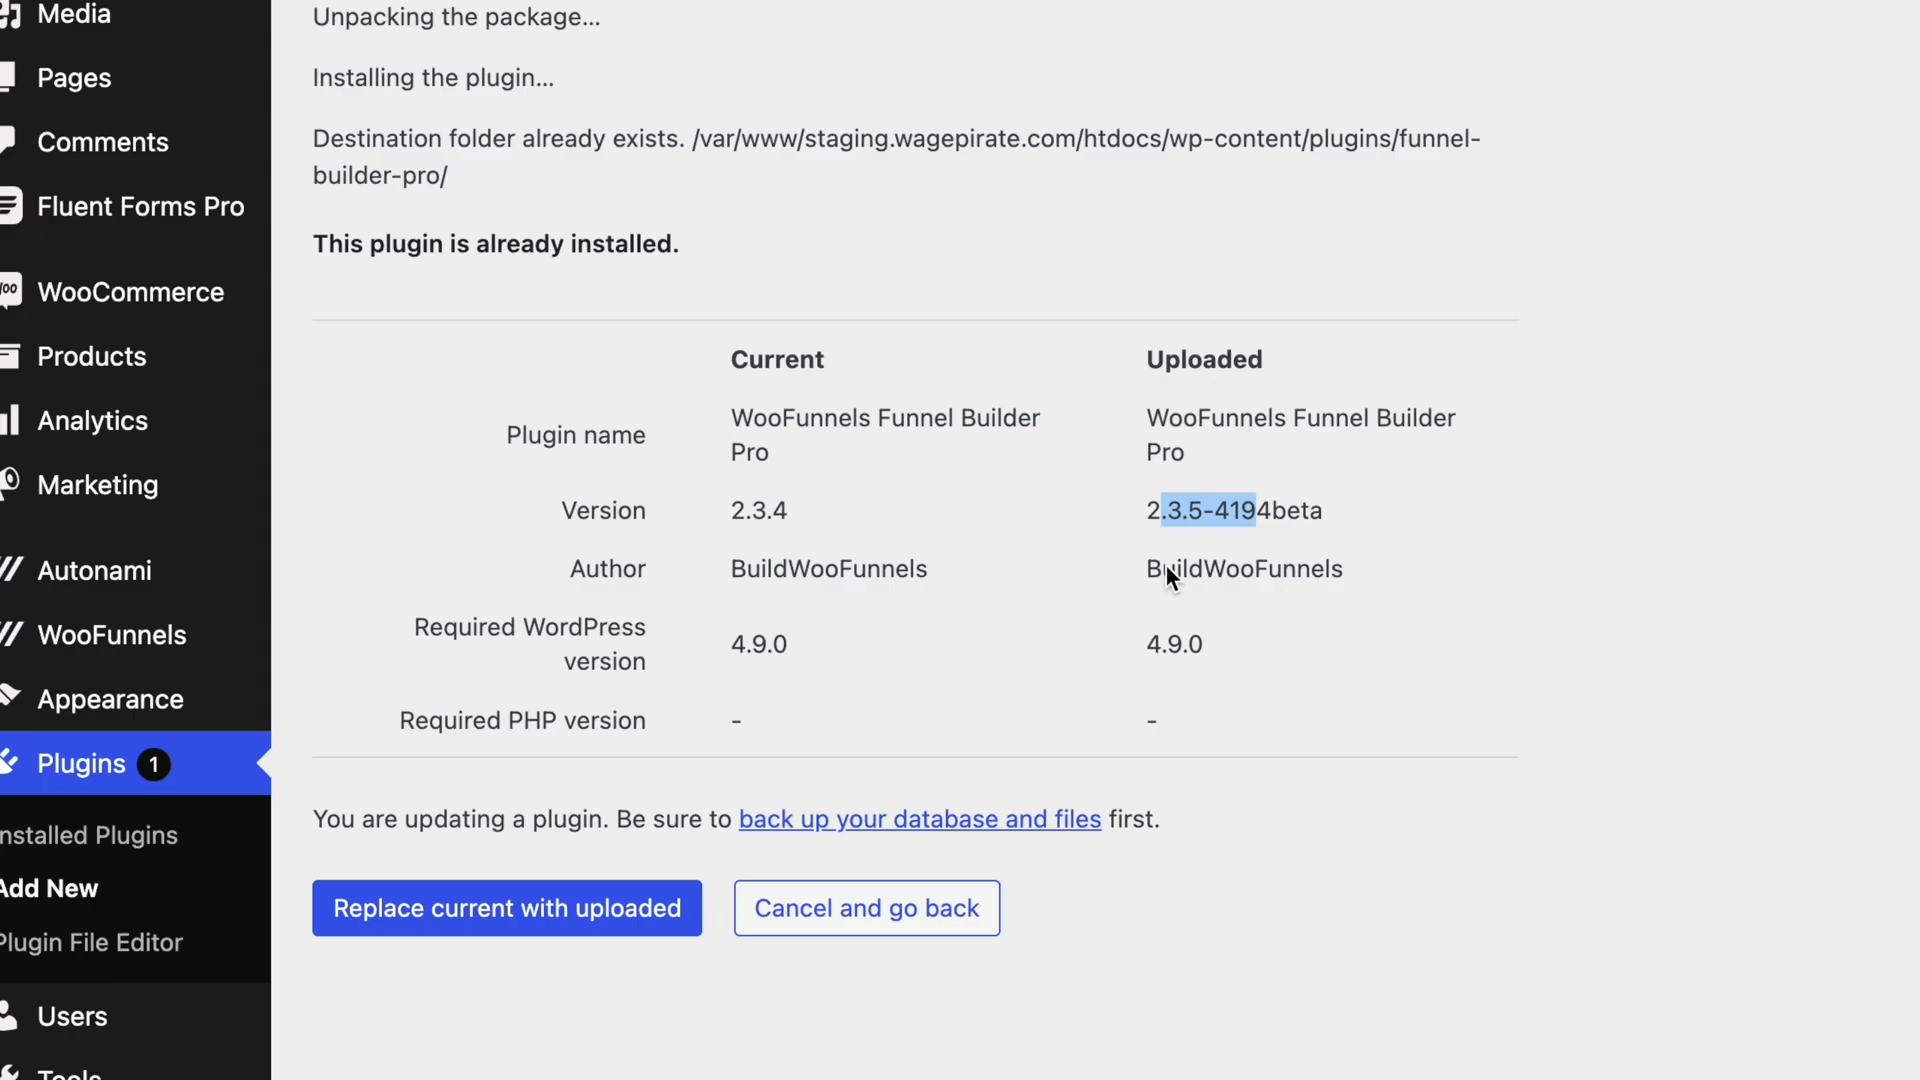 Media
Pages
Comments
Fluent Forms Pro
WooCommerce
Products
Analytics
Marketing
Autonami
WooFunnels
Appearance
Plugins 1
nstalled Plugins
Add New
Plugin File Editor
Users
Tools
Unpacking the package…
Installing the plugin…
Destination folder already exists. /var/www/staging.wagepirate.com/htdocs/wp-content/plugins/funnel-
builder-pro/
This plugin is already installed.
Current Uploaded
Plugin name WooFunnels Funnel Builder Pro WooFunnels Funnel Builder Pro
Version 2.3.4 2.3.5-4194beta
Author BuildWooFunnels BuildWooFunnels
Required WordPress version 4.9.0 4.9.0
Required PHP version - -
You are updating a plugin. Be sure to back up your database and files first.
Replace current with uploaded Cancel and go back